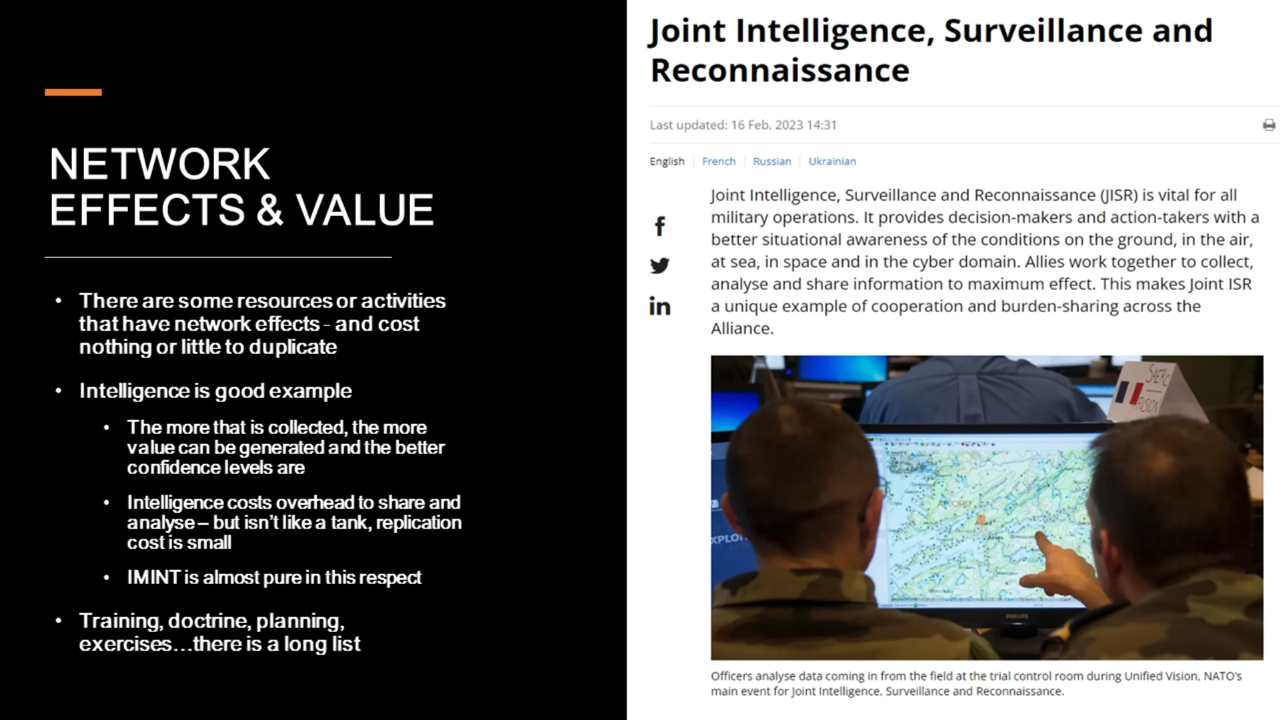 NETWORK
EFFECTS & VALUE
• There are some resources or activities
that have network effects - and cost
nothing or little to duplicate
• Intelligence is good example
• The more that is collected, the more
value can be generated and the better
confidence levels are
• Intelligence costs overhead to share and
analyse – but isn't like a tank, replication
cost is small
• IMINT is almost pure in this respect
• Training, doctrine, planning,
exercises…there is a long list
Joint Intelligence, Surveillance and
Reconnaissance
Last updated: 16 Feb. 2023 14:31
English | French | Russian | Ukrainian
Joint Intelligence, Surveillance and Reconnaissance (JISR) is vital for all
military operations. It provides decision-makers and action-takers with a
better situational awareness of the conditions on the ground, in the air,
at sea, in space and in the cyber domain. Allies work together to collect,
analyse and share information to maximum effect. This makes Joint ISR
a unique example of cooperation and burden-sharing across the
Alliance.
PHILIPS
Officers analyse data coming in from the field at the trial control room during Unified Vision, NATO's
main event for Joint Intelligence, Surveillance and Reconnaissance.